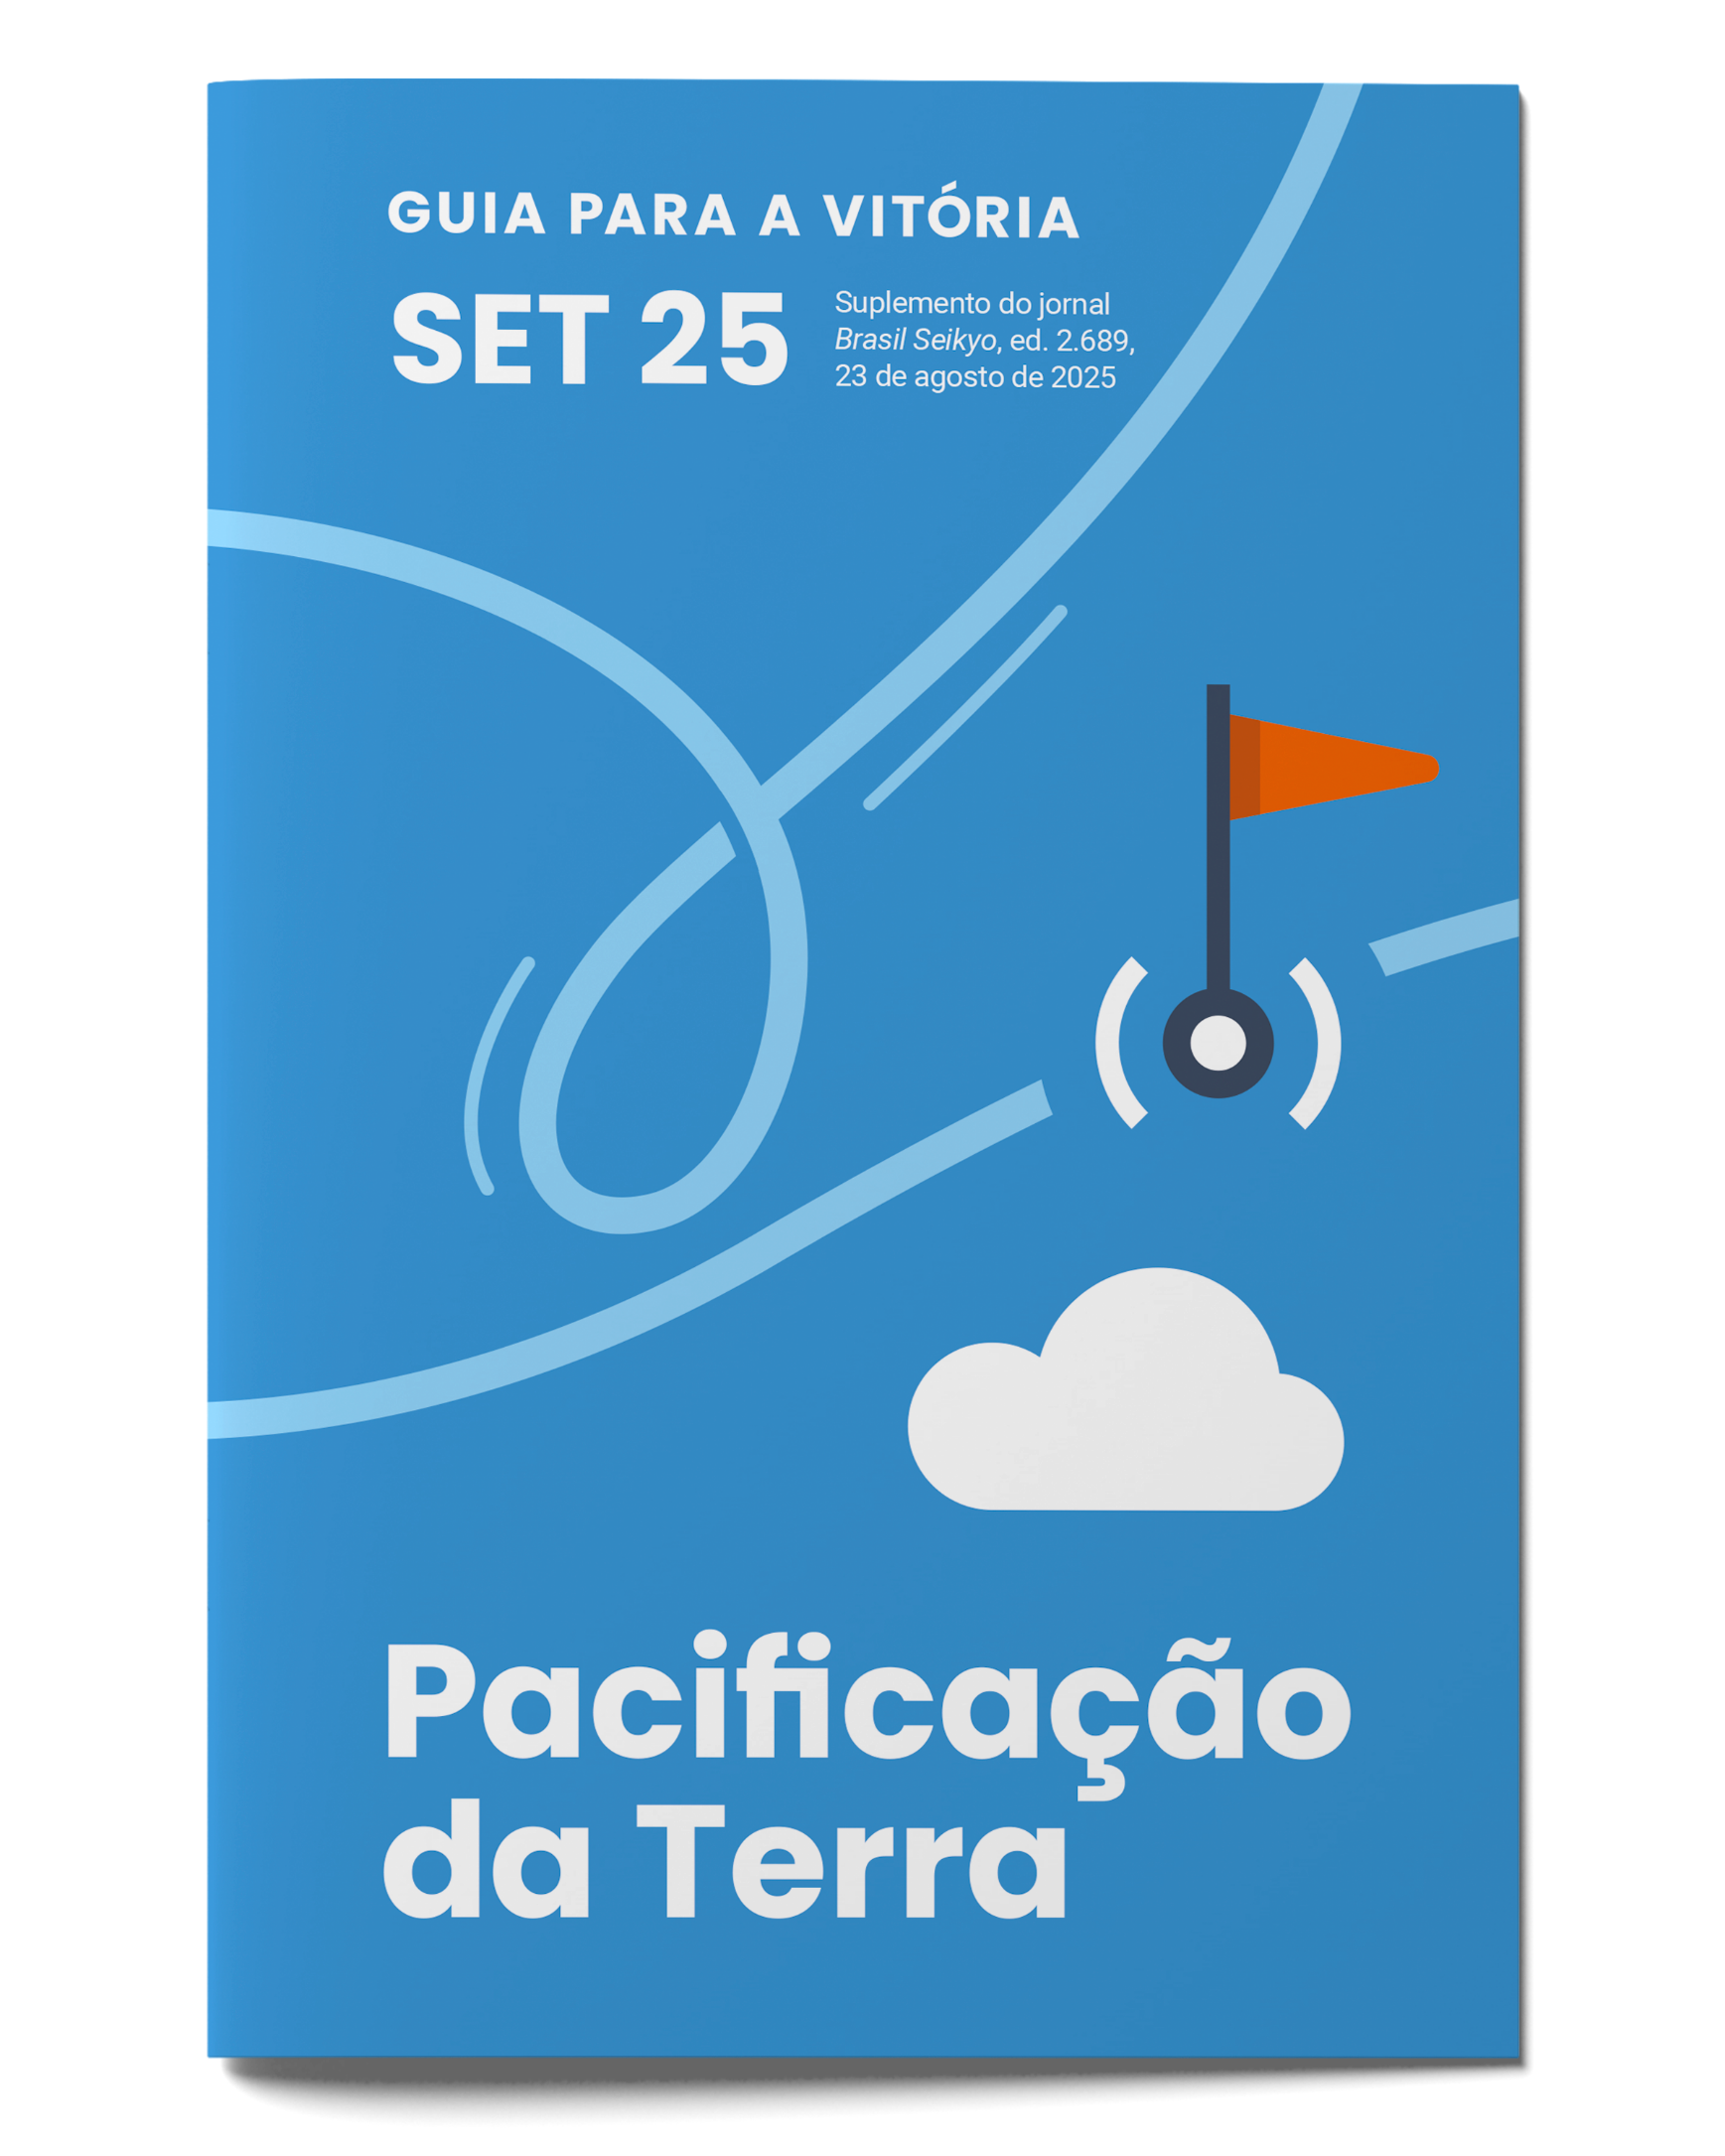 GUIA PARA A VITÓRIA
SET 25
Suplemento do jornal
Brasil Seikyo, ed. 2.689,
23 de agosto de 2025
Pacificação
da Terra